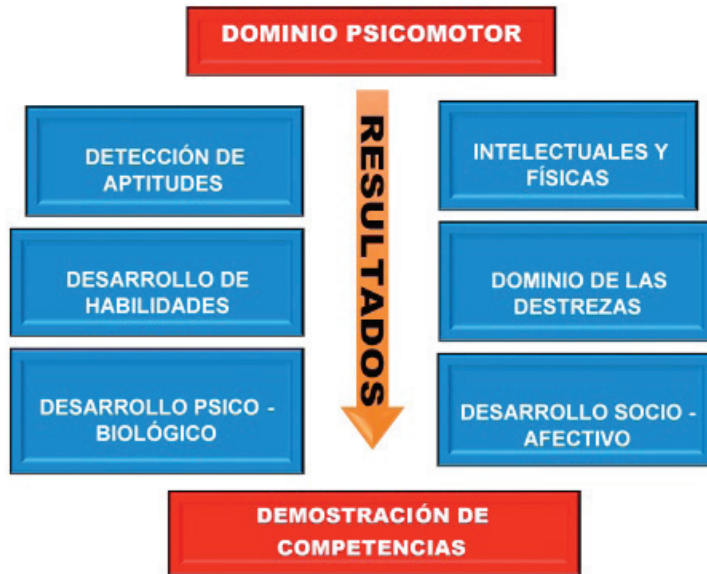 DOMINIO PSICOMOTOR
DETECCIÓN DE
APTITUDES
INTELECTUALES Y
FÍSICAS
RESULTADOS
DESARROLLO DE
HABILIDADES
DOMINIO DE LAS
DESTREZAS
DESARROLLO PSICO -
BIOLÓGICO
DESARROLLO SOCIO -
AFECTIVO
DEMOSTRACIÓN DE
COMPETENCIAS